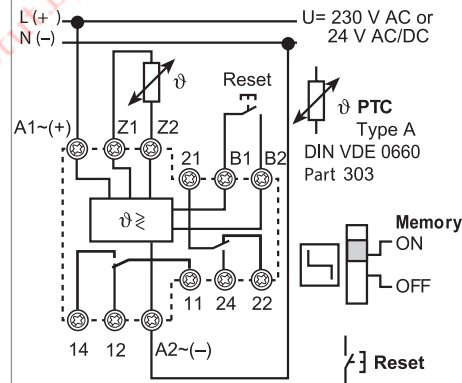 L (+)
U= 230 V AC or
N (–)
24 V AC/DC
Reset
ϑ
ϑ PTC
Type A
DIN VDE 0660
Part 303
A1~(+) Z1 Z2
21 B1 B2
ϑ≥
Memory
ON
OFF
11 24 22
14 12 A2~(–)
Reset